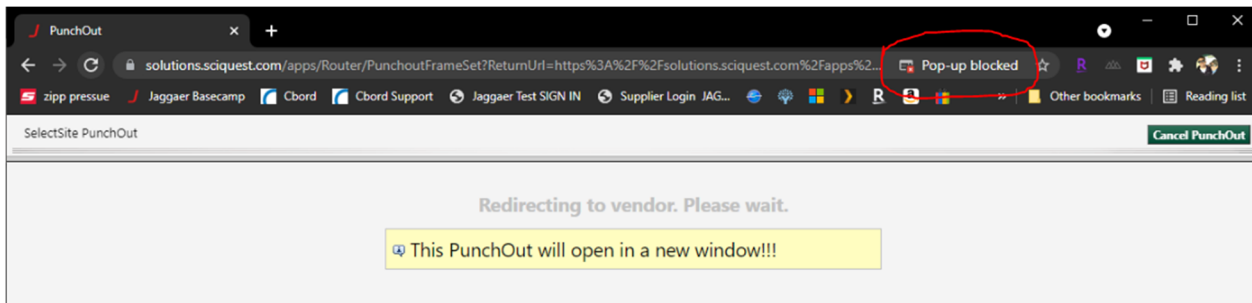 PunchOut
solutions.sciquest.com/apps/Router/PunchoutFrameSet?ReturnUrl=https%3A%2F%2Fsolutions.sciquest.com%2Fapps%2... Pop-up blocked R
zipp pressue Jaggaer Basecamp Cbord Cbord Support Jaggaer Test SIGN IN Supplier Login JAG... R a » Other bookmarks Reading list
SelectSite PunchOut Cancel PunchOut
Redirecting to vendor. Please wait.
This PunchOut will open in a new window!!!